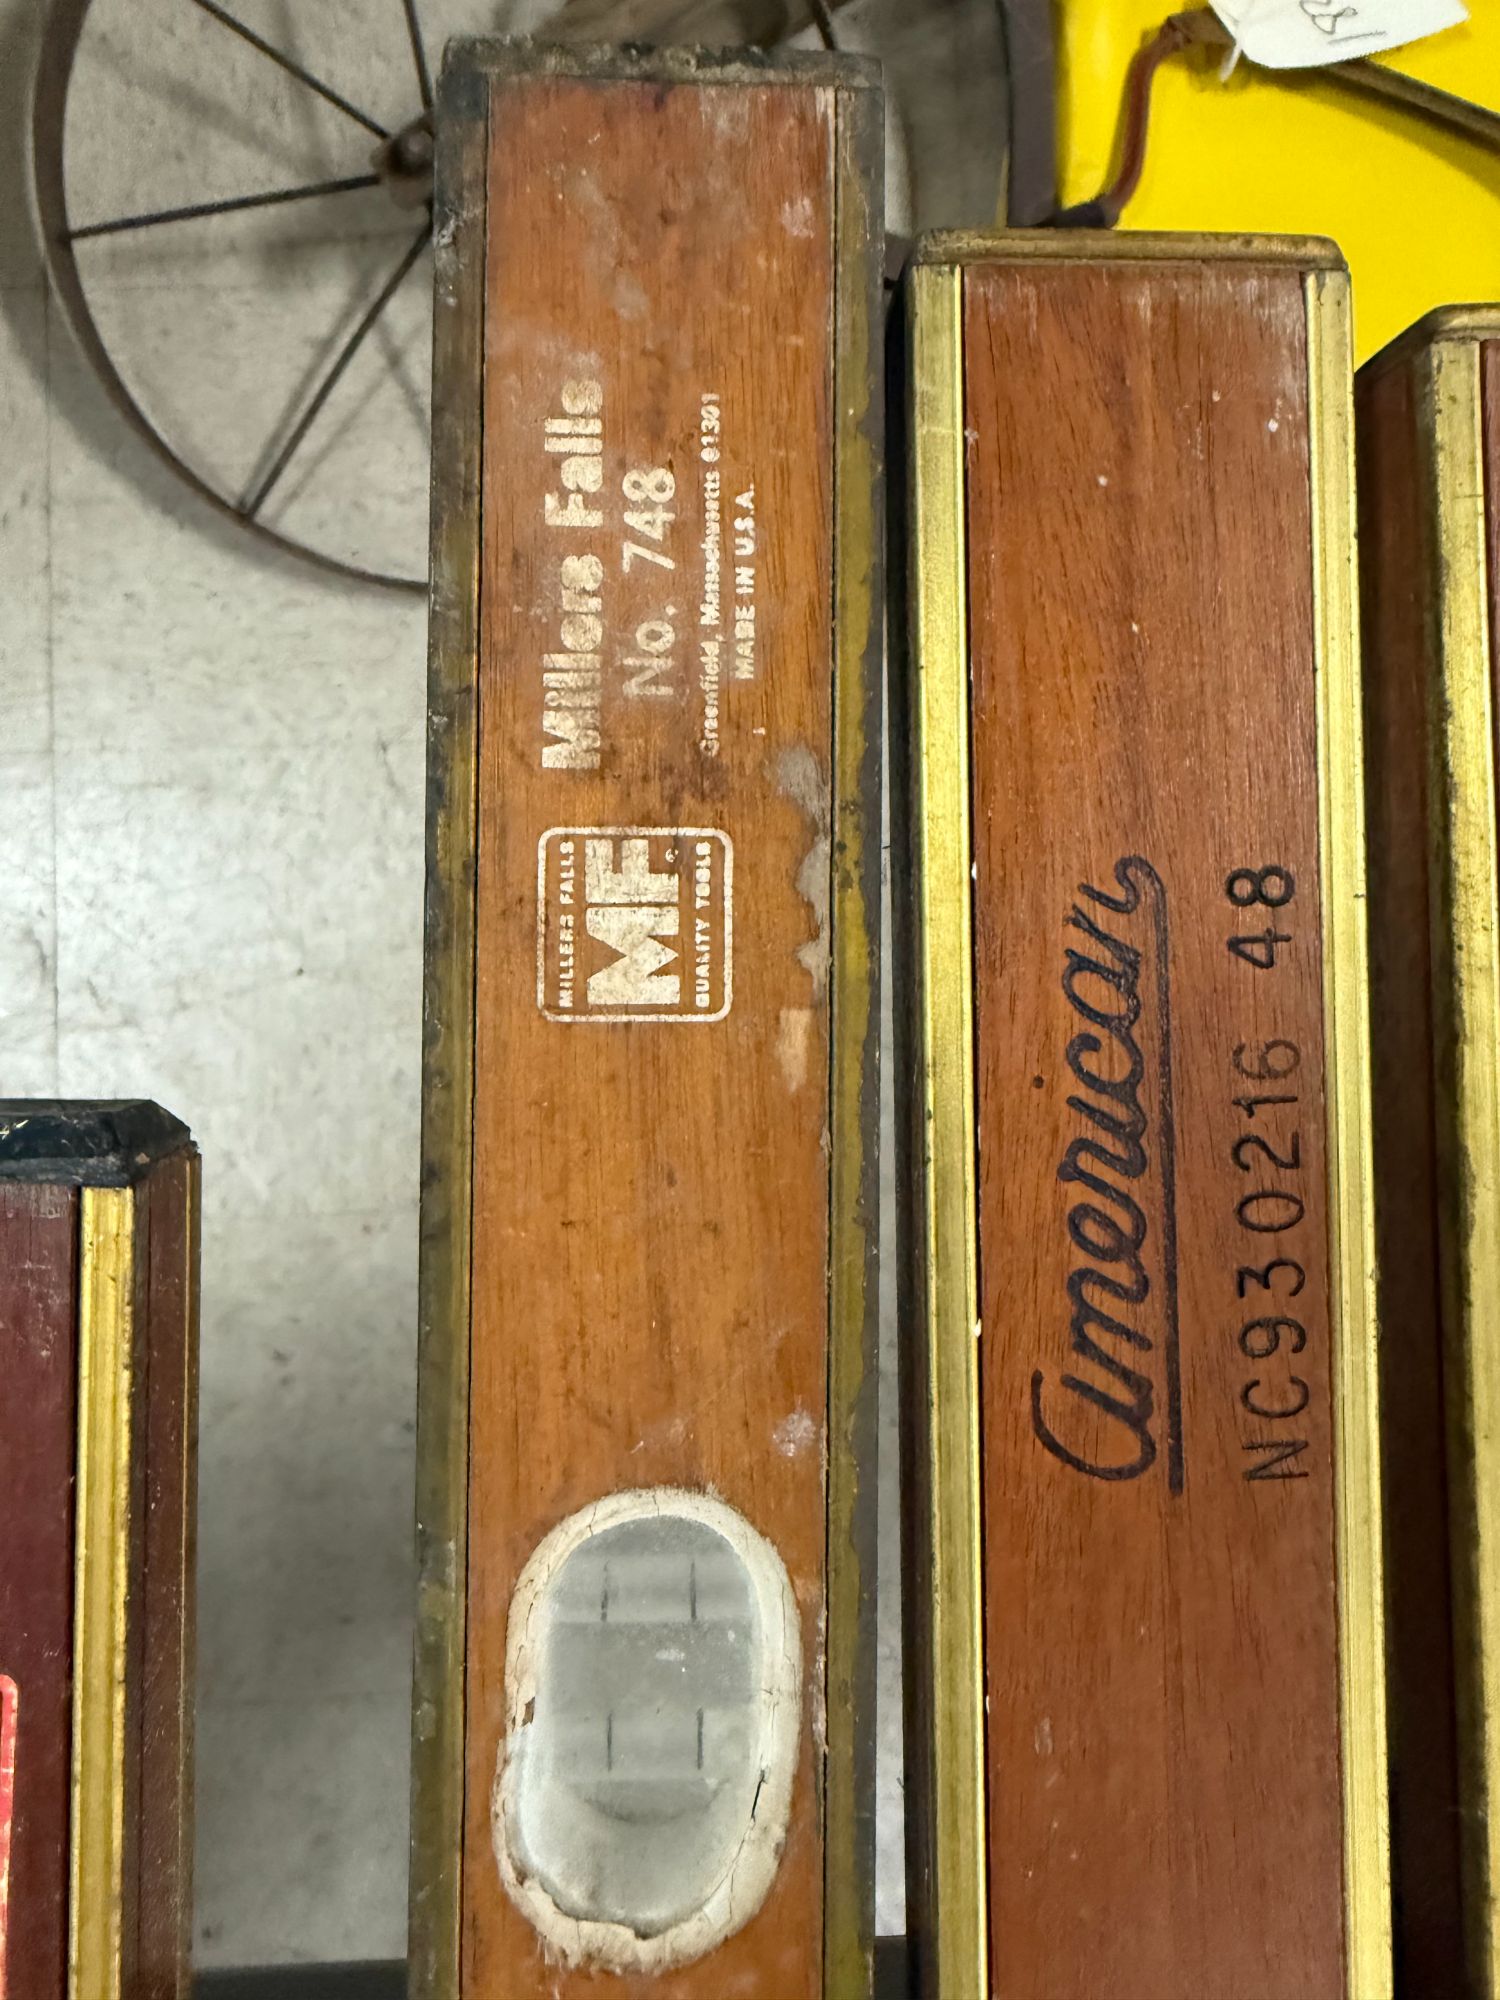 Millers Falls
No. 748
Greenfield, Massachusetts 01301
MADE IN U.S.A.
MILLERS FALLS
MF®
QUALITY TOOLS
American
NC930216 48